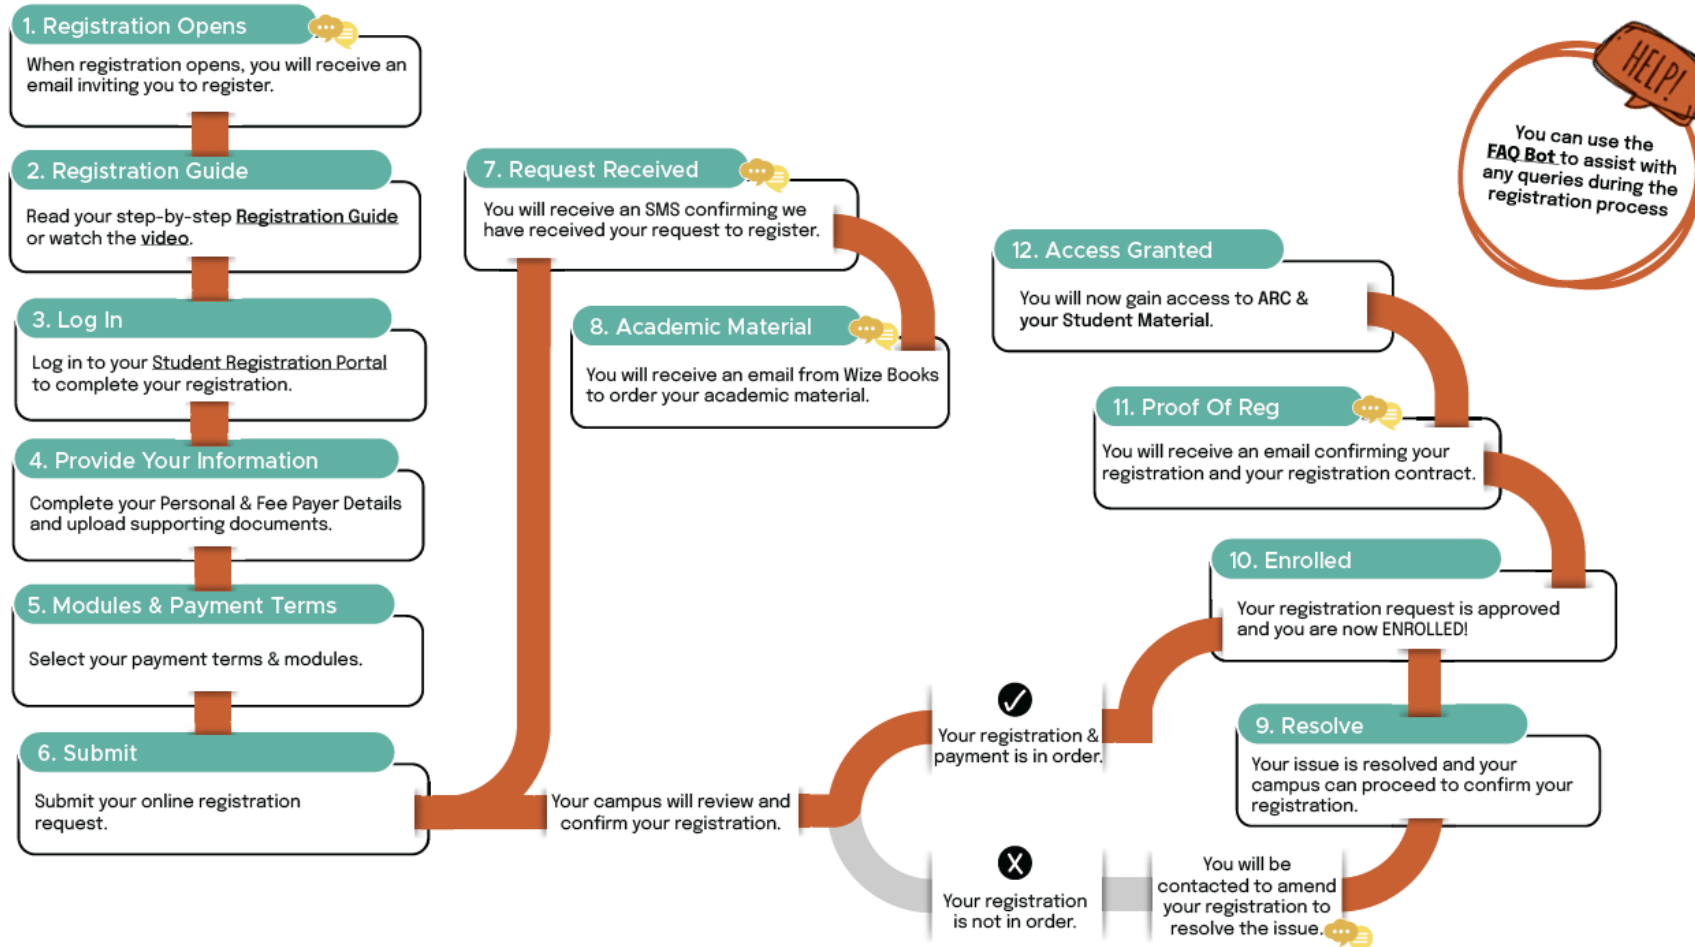 1. Registration Opens
When registration opens, you will receive an
email inviting you to register.
2. Registration Guide
Read your step-by-step Registration Guide
or watch the video.
3. Log In
Log in to your Student Registration Portal
to complete your registration.
4. Provide Your Information
Complete your Personal & Fee Payer Details
and upload supporting documents.
5. Modules & Payment Terms
Select your payment terms & modules.
6. Submit
Submit your online registration
request.
7. Request Received
You will receive an SMS confirming we
have received your request to register.
8. Academic Material
You will receive an email from Wize Books
to order your academic material.
Your campus will review and
confirm your registration.
Your registration &
payment is in order.
X
Your registration
is not in order.
You will be
contacted to amend
your registration to
resolve the issue.
9. Resolve
Your issue is resolved and your
campus can proceed to confirm your
registration.
10. Enrolled
Your registration request is approved
and you are now ENROLLED!
11. Proof Of Reg
You will receive an email confirming your
registration and your registration contract.
12. Access Granted
You will now gain access to ARC &
your Student Material.
HELP!
You can use the
FAQ Bot to assist with
any queries during the
registration process